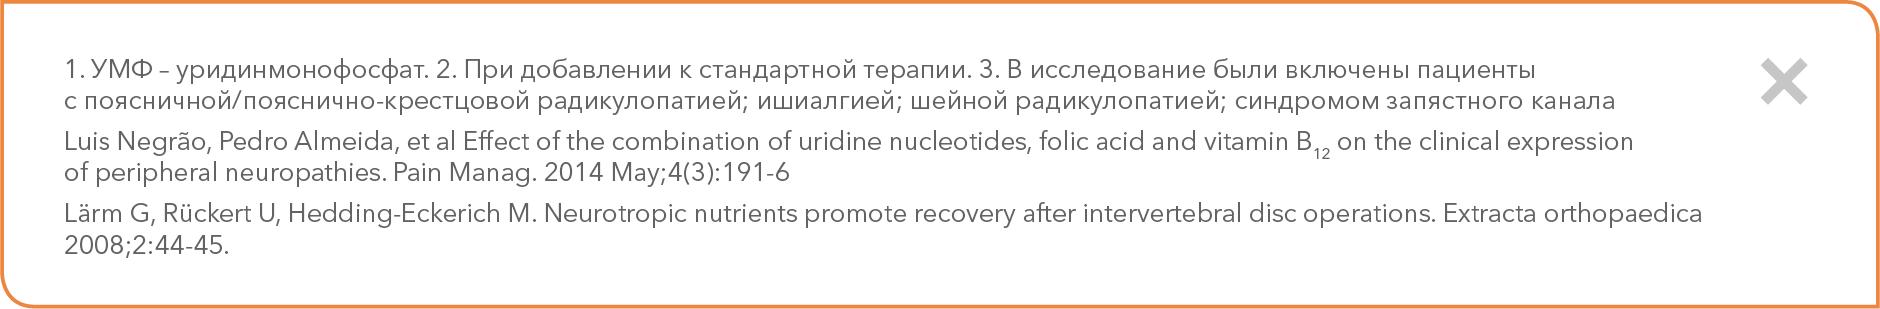 1. УМФ – уридинмонофосфат. 2. При добавлении к стандартной терапии. 3. В исследование были включены пациенты
с поясничной/пояснично-крестцовой радикулопатией; ишиалгией; шейной радикулопатией; синдромом запястного канала
Luis Negrão, Pedro Almeida, et al Effect of the combination of uridine nucleotides, folic acid and vitamin B₁₂ on the clinical expression
of peripheral neuropathies. Pain Manag. 2014 May;4(3):191-6
Lärm G, Rückert U, Hedding-Eckerich M. Neurotropic nutrients promote recovery after intervertebral disc operations. Extracta orthopaedica
2008;2:44-45.